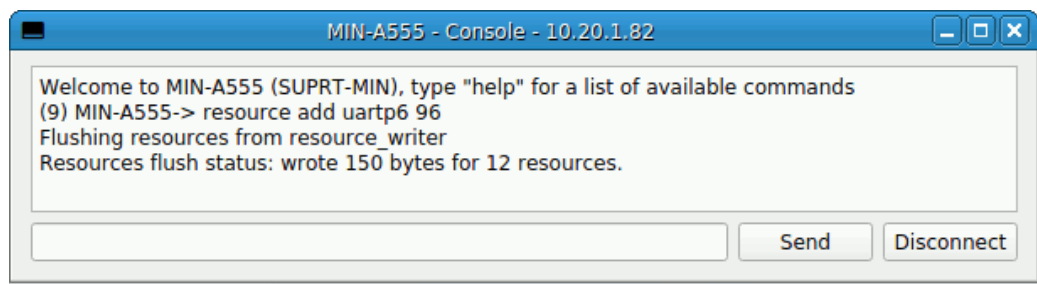 MIN-A555 - Console - 10.20.1.82
Welcome to MIN-A555 (SUPRT-MIN), type "help" for a list of available commands
(9) MIN-A555-> resource add uartp6 96
Flushing resources from resource_writer
Resources flush status: wrote 150 bytes for 12 resources.
Send Disconnect